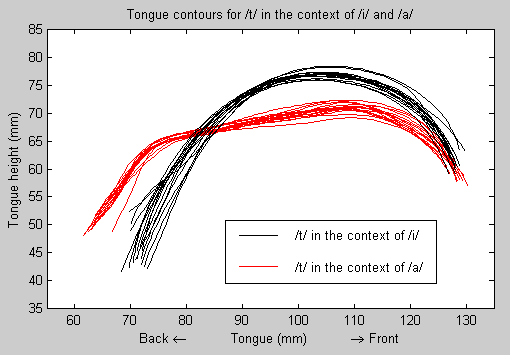 Tongue contours for /t/ in the context of /i/ and /a/
85
80
75
70
65
60
55
50
45
40
35
Tongue height (mm)
/t/ in the context of /i/
/t/ in the context of /a/
60 70 80 90 100 110 120 130
Back ← Tongue (mm) → Front